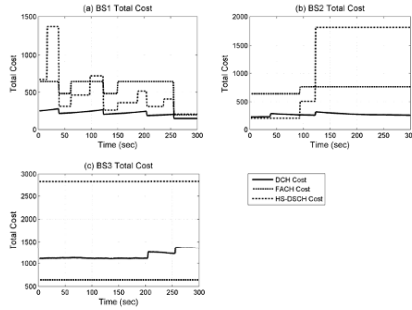 (a) BS1 Total Cost
1500
1000
500
0
0 50 100 150 200 250 300
Total Cost
Time (sec)
(b) BS2 Total Cost
2000
1500
1000
500
0
0 50 100 150 200 250 300
Total Cost
Time (sec)
(c) BS3 Total Cost
3000
2500
2000
1500
1000
500
0 50 100 150 200 250 300
Total Cost
Time (sec)
DCH Cost
FACH Cost
HS-DSCH Cost